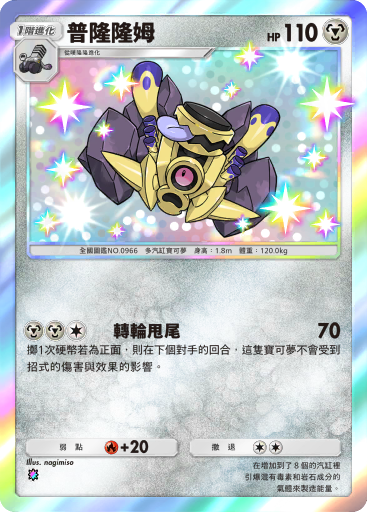 1階進化
普隆隆姆
HP 110
從噗隆隆進化
全國圖鑑NO.0966 多汽缸寶可夢 身高：1.8m 體重：120.0kg
轉輪甩尾 70
擲1次硬幣若為正面，則在下個對手的回合，這隻寶可夢不會受到
招式的傷害與效果的影響。
弱點 +20 撤退
Illus. nagimiso
在增加到了８個的汽缸裡
引爆混有毒素和岩石成分的
氣體來製造能量。